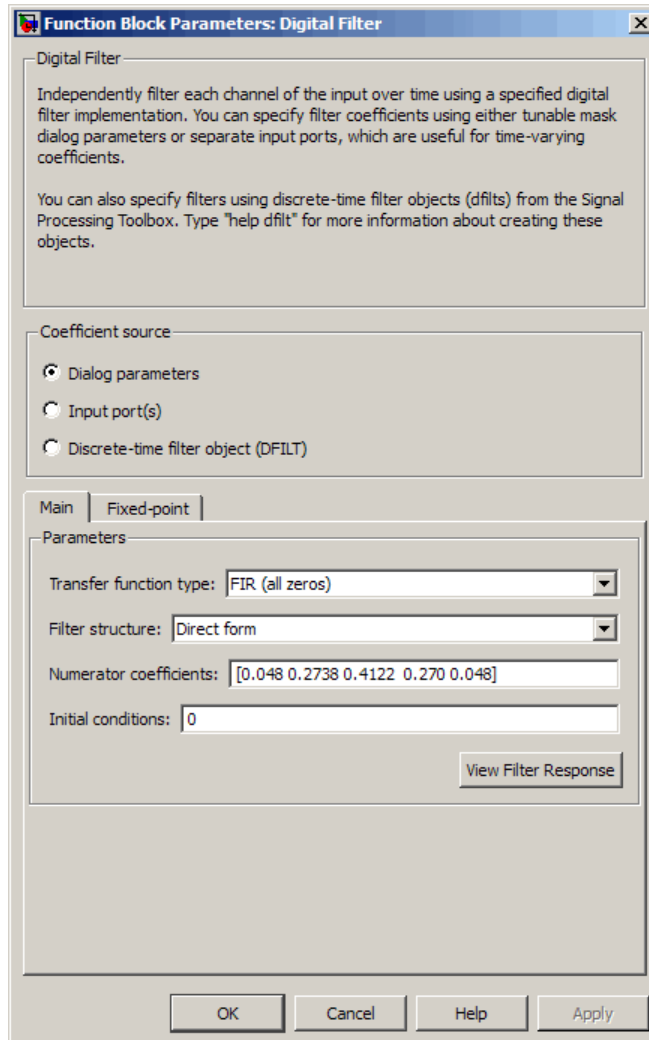 Function Block Parameters: Digital Filter
Digital Filter
Independently filter each channel of the input over time using a specified digital
filter implementation. You can specify filter coefficients using either tunable mask
dialog parameters or separate input ports, which are useful for time-varying
coefficients.
You can also specify filters using discrete-time filter objects (dfilts) from the Signal
Processing Toolbox. Type "help dfilt" for more information about creating these
objects.
Coefficient source
Dialog parameters
Input port(s)
Discrete-time filter object (DFILT)
Main Fixed-point
Parameters
Transfer function type: FIR (all zeros)
Filter structure: Direct form
Numerator coefficients: [0.048 0.2738 0.4122  0.270 0.048]
Initial conditions: 0
View Filter Response
OK Cancel Help Apply